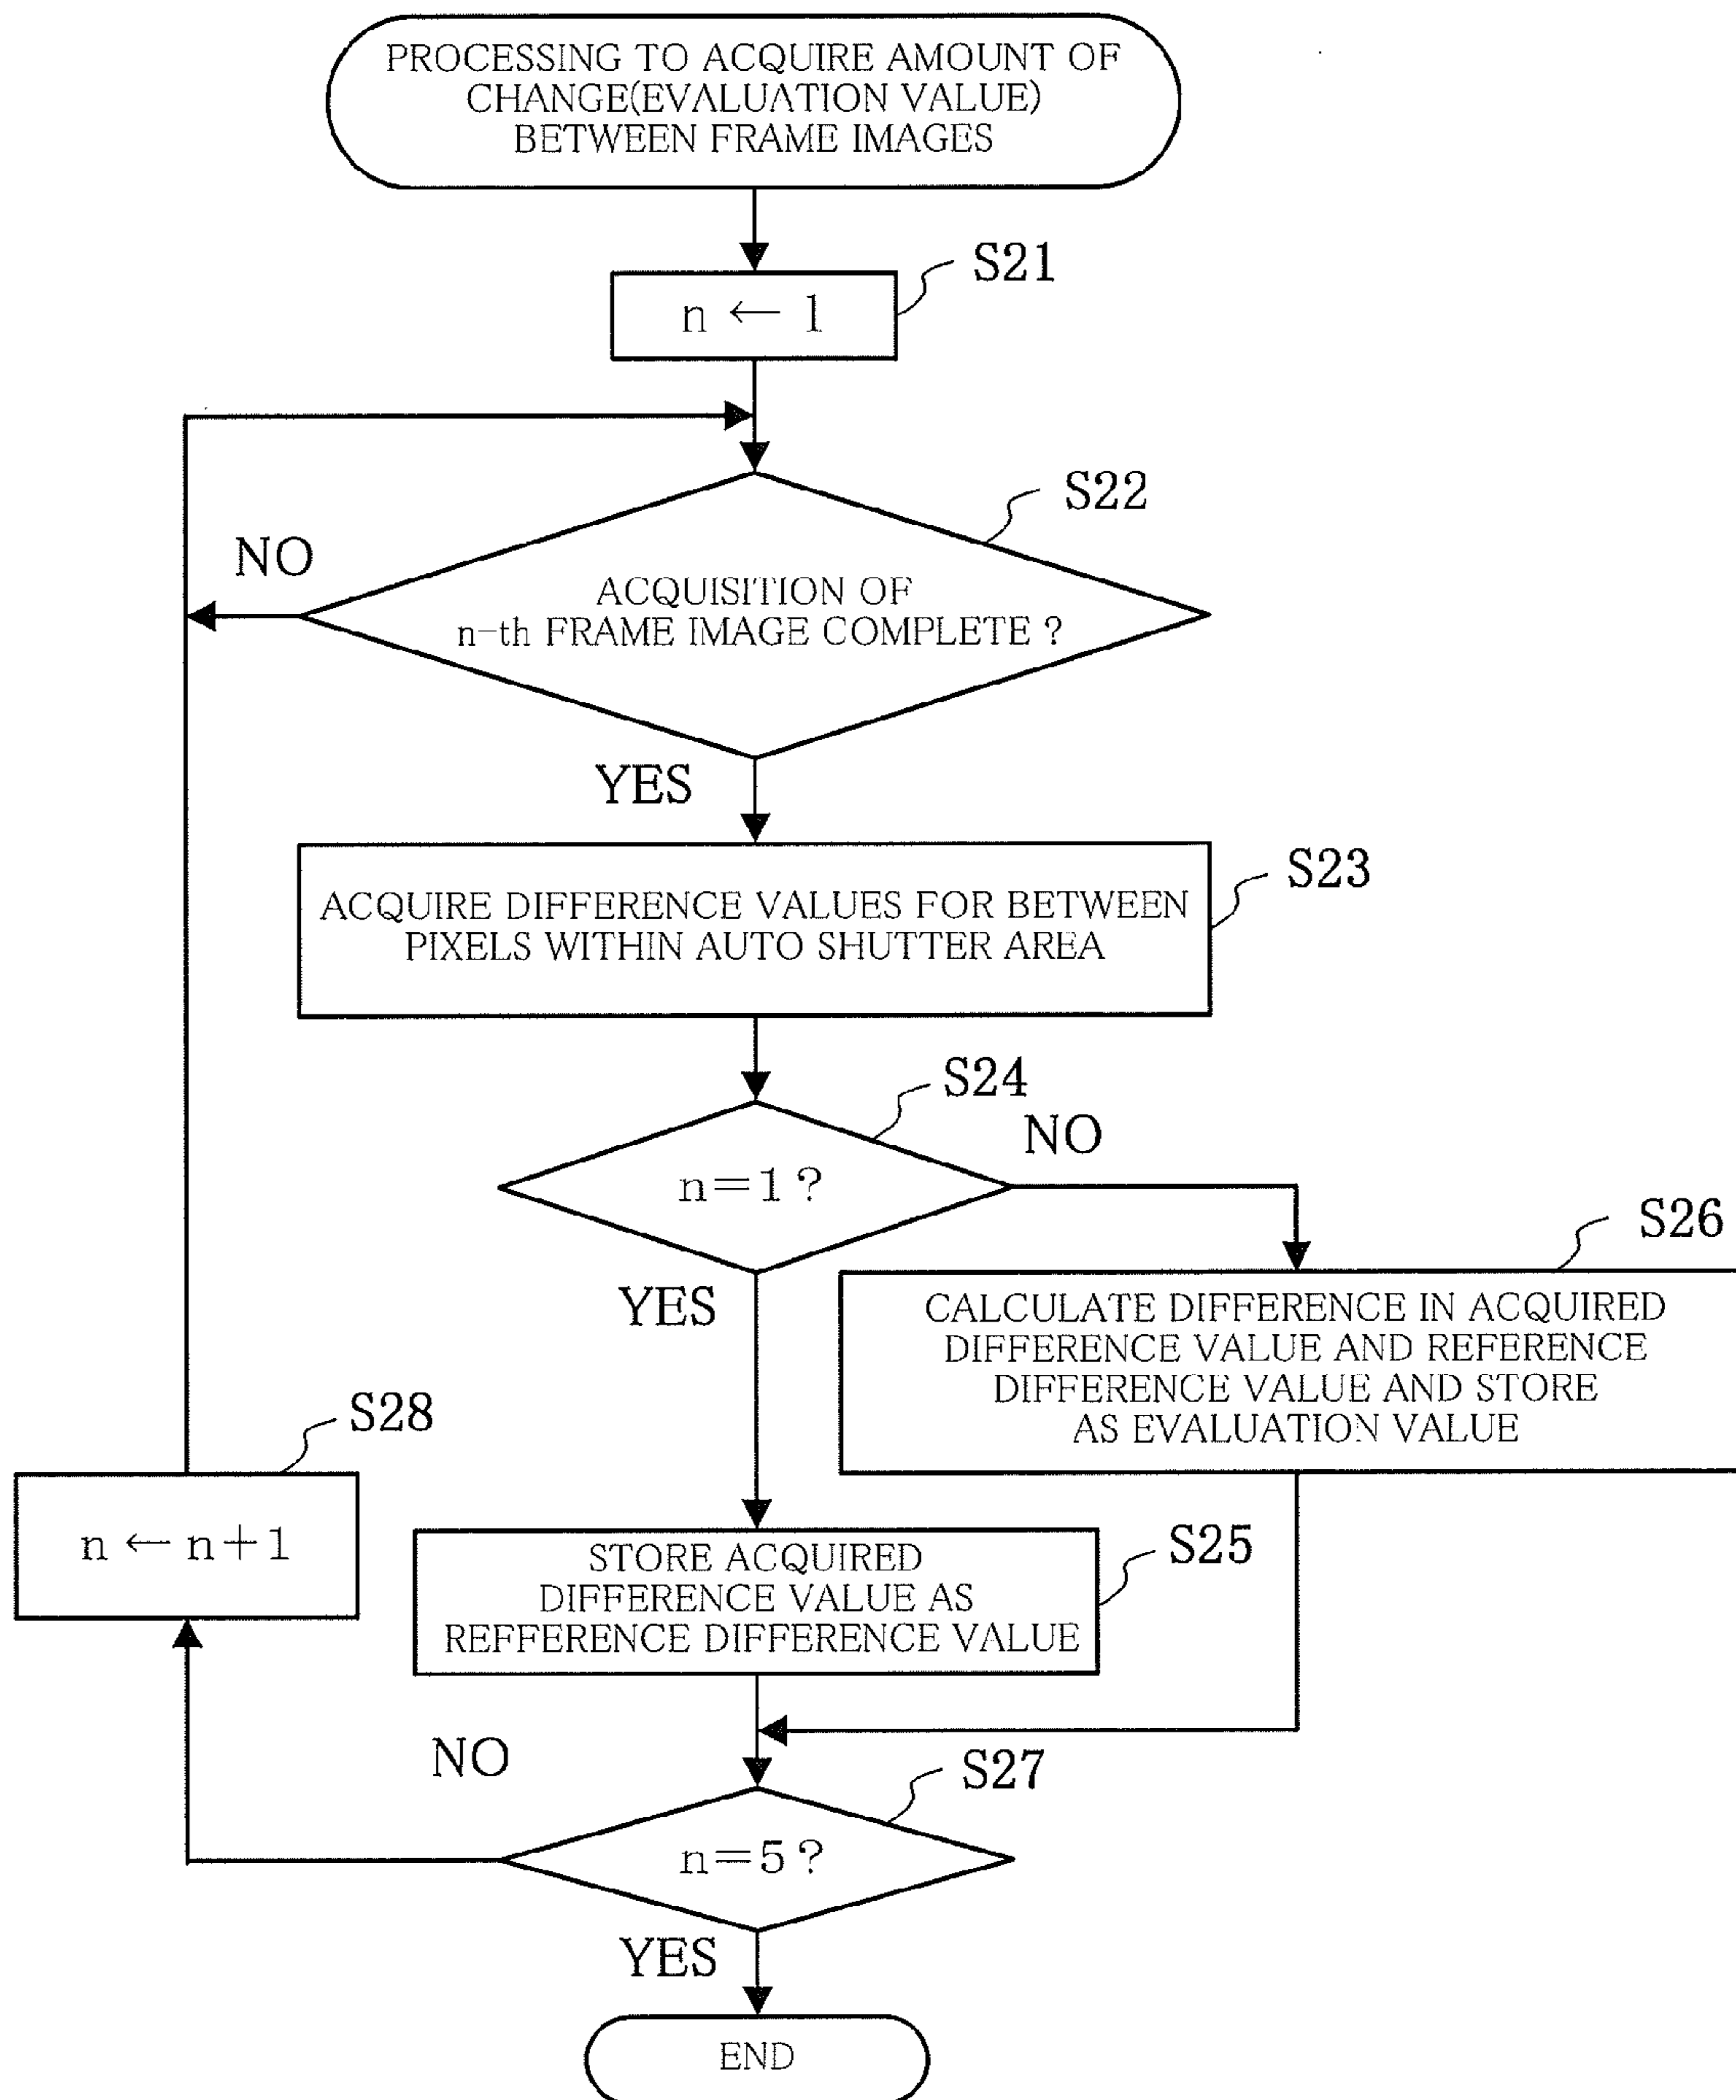 PROCESSING TO ACQUIRE AMOUNT OF
CHANGE(EVALUATION VALUE)
BETWEEN FRAME IMAGES
S21
n ← 1
S22
NO
ACQUISITION OF
n-th FRAME IMAGE COMPLETE ?
YES
S23
ACQUIRE DIFFERENCE VALUES FOR BETWEEN
PIXELS WITHIN AUTO SHUTTER AREA
S24
NO
n=1 ?
YES
S26
CALCULATE DIFFERENCE IN ACQUIRED
DIFFERENCE VALUE AND REFERENCE
DIFFERENCE VALUE AND STORE
AS EVALUATION VALUE
S28
n ← n+1
S25
STORE ACQUIRED
DIFFERENCE VALUE AS
REFFERENCE DIFFERENCE VALUE
NO
S27
n=5 ?
YES
END